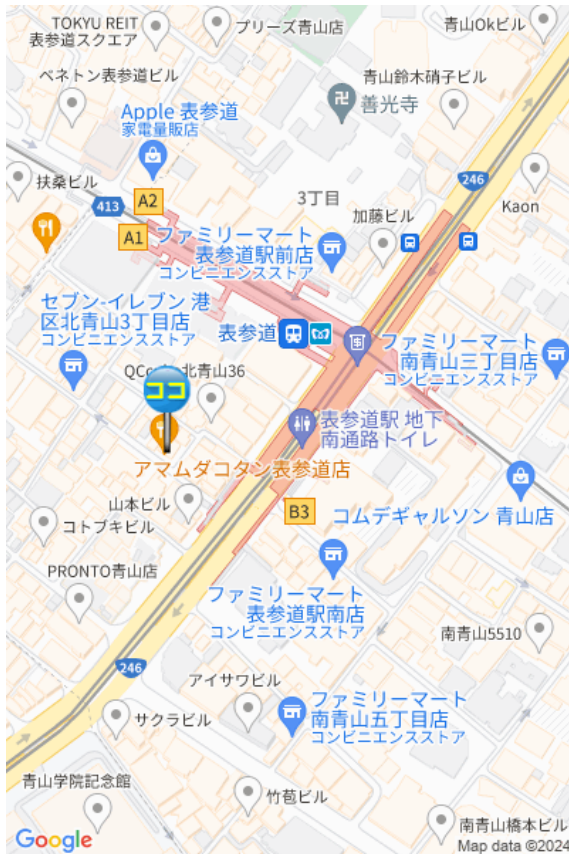 TOKYU REIT
表参道スクエア
プリーズ青山店
青山Okビル
ベネトン表参道ビル
青山鈴木硝子ビル
Apple 表参道
家電量販店
善光寺
扶桑ビル
246
A2
3丁目
413
Kaon
加藤ビル
A1
ファミリーマート
表参道駅前店
コンビニエンスストア
セブン-イレブン 港
区北青山3丁目店
コンビニエンスストア
表参道
ファミリーマート
南青山三丁目店
コンビニエンスストア
北青山36
ココ
表参道駅 地下
南通路トイレ
アマムダコタン表参道店
山本ビル
B3
コムデギャルソン 青山店
コトブキビル
PRONTO青山店
ファミリーマート
表参道駅南店
コンビニエンスストア
南青山5510
246
アイサワビル
ファミリーマート
南青山五丁目店
コンビニエンスストア
サクラビル
青山学院記念館
竹苞ビル
南青山橋本ビル
Google
Map data ©2024